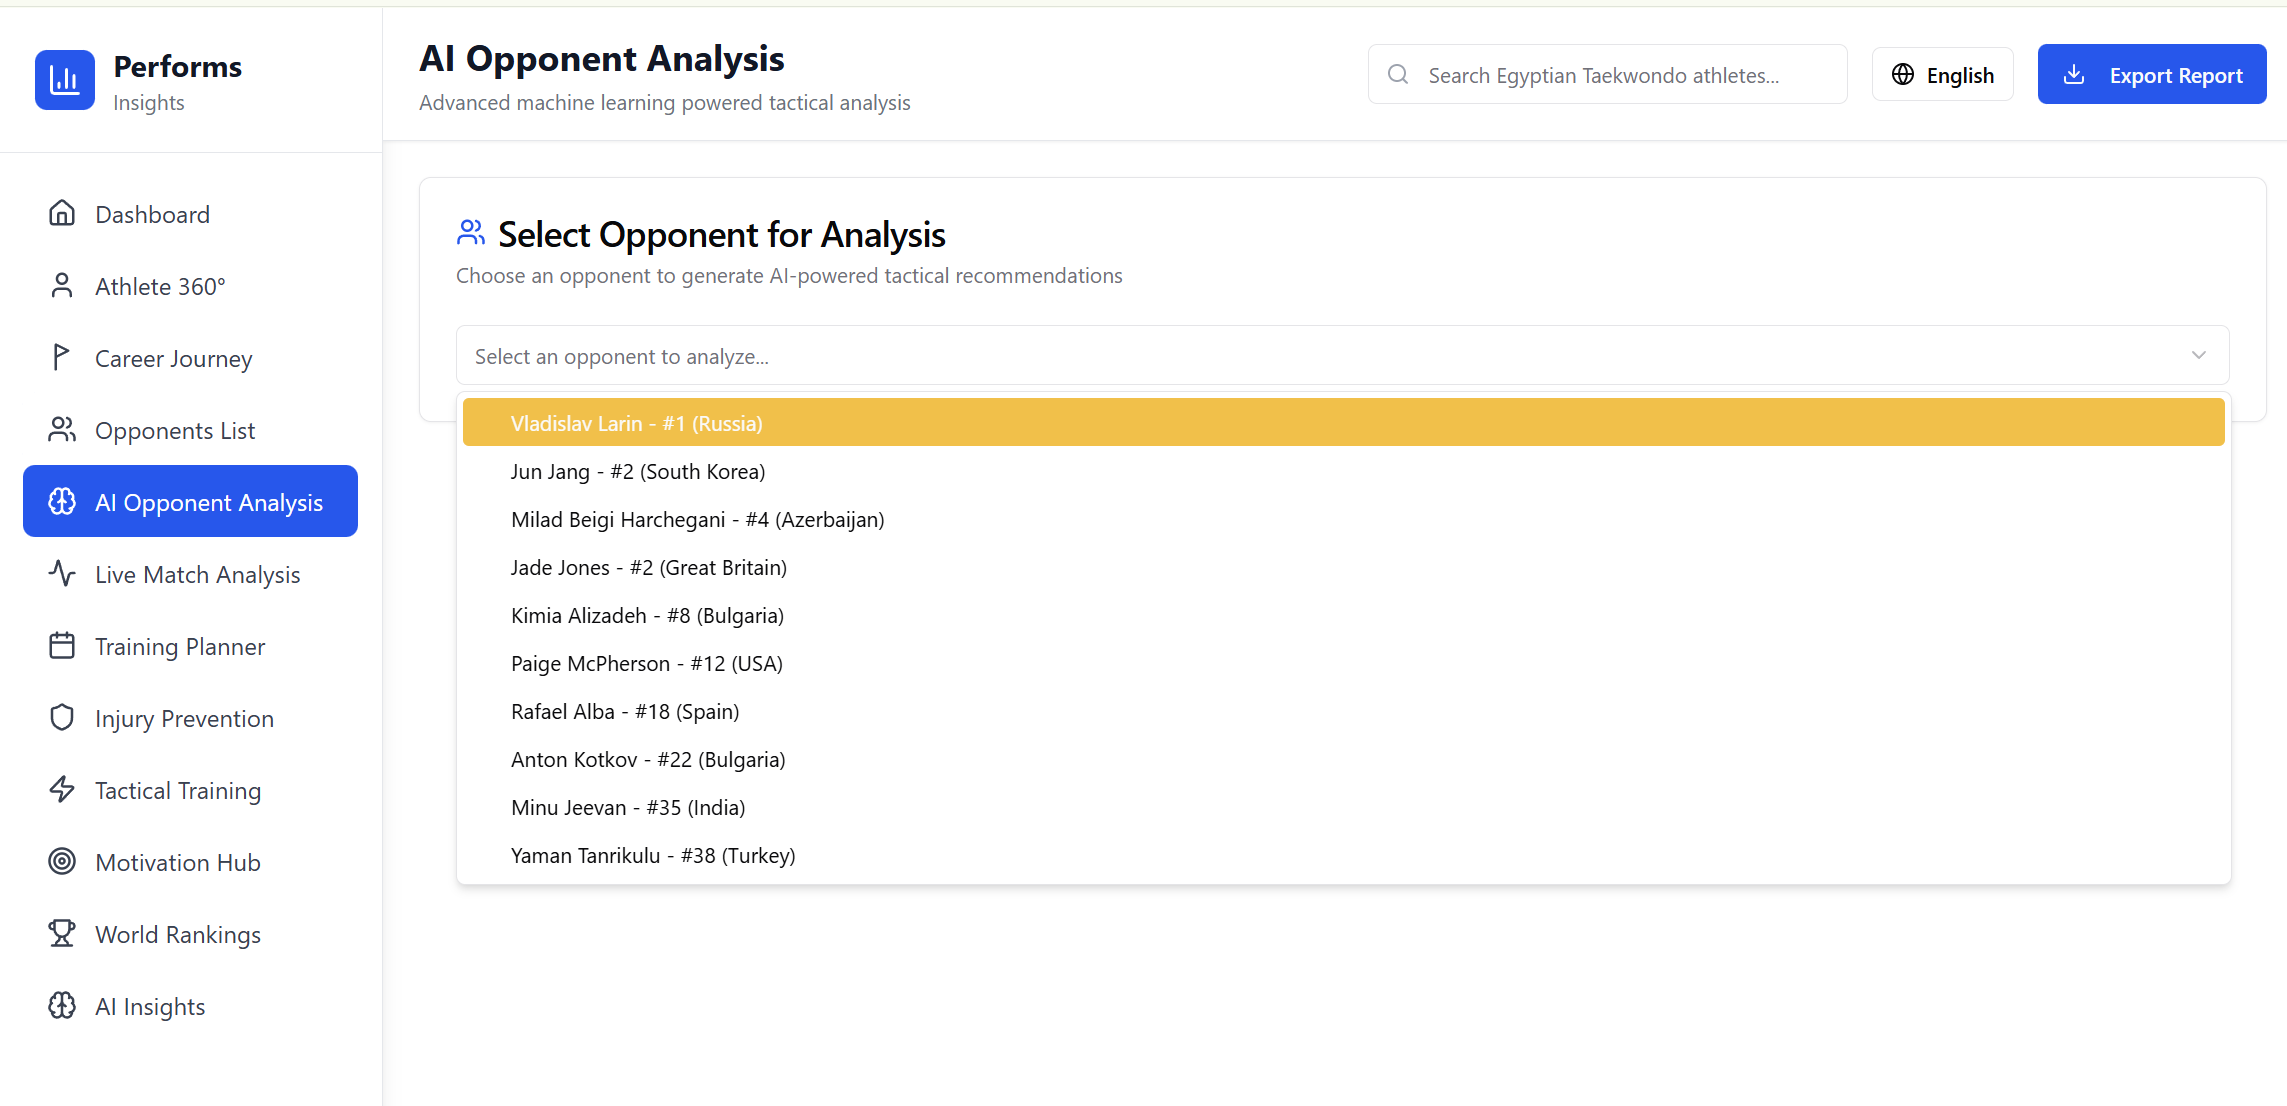 Performs
Insights
Dashboard
Athlete 360°
Career Journey
Opponents List
AI Opponent Analysis
Live Match Analysis
Training Planner
Injury Prevention
Tactical Training
Motivation Hub
World Rankings
AI Insights
AI Opponent Analysis
Advanced machine learning powered tactical analysis
Search Egyptian Taekwondo athletes...
English
Export Report
Select Opponent for Analysis
Choose an opponent to generate AI-powered tactical recommendations
Select an opponent to analyze...
Vladislav Larin - #1 (Russia)
Jun Jang - #2 (South Korea)
Milad Beigi Harchegani - #4 (Azerbaijan)
Jade Jones - #2 (Great Britain)
Kimia Alizadeh - #8 (Bulgaria)
Paige McPherson - #12 (USA)
Rafael Alba - #18 (Spain)
Anton Kotkov - #22 (Bulgaria)
Minu Jeevan - #35 (India)
Yaman Tanrikulu - #38 (Turkey)